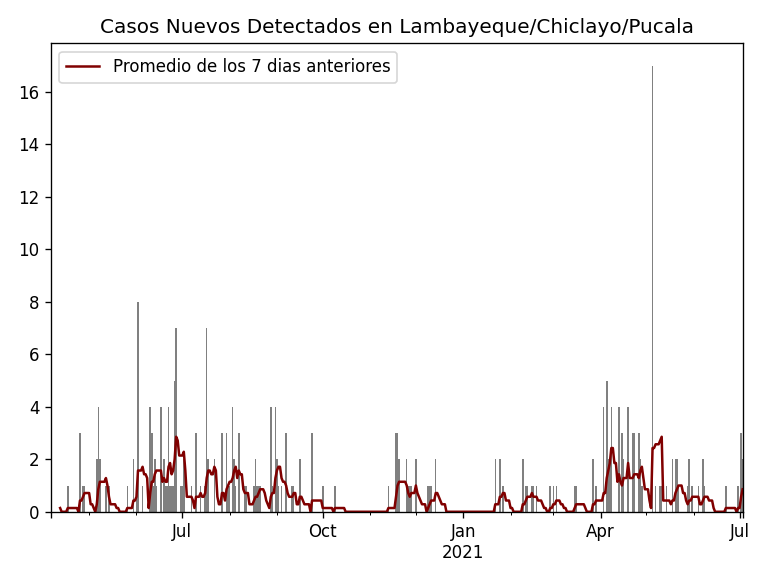 Casos Nuevos Detectados en Lambayeque/Chiclayo/Pucala
Promedio de los 7 dias anteriores
16
14
12
10
8
6
4
2
0
Jul
Oct
Jan
2021
Apr
Jul